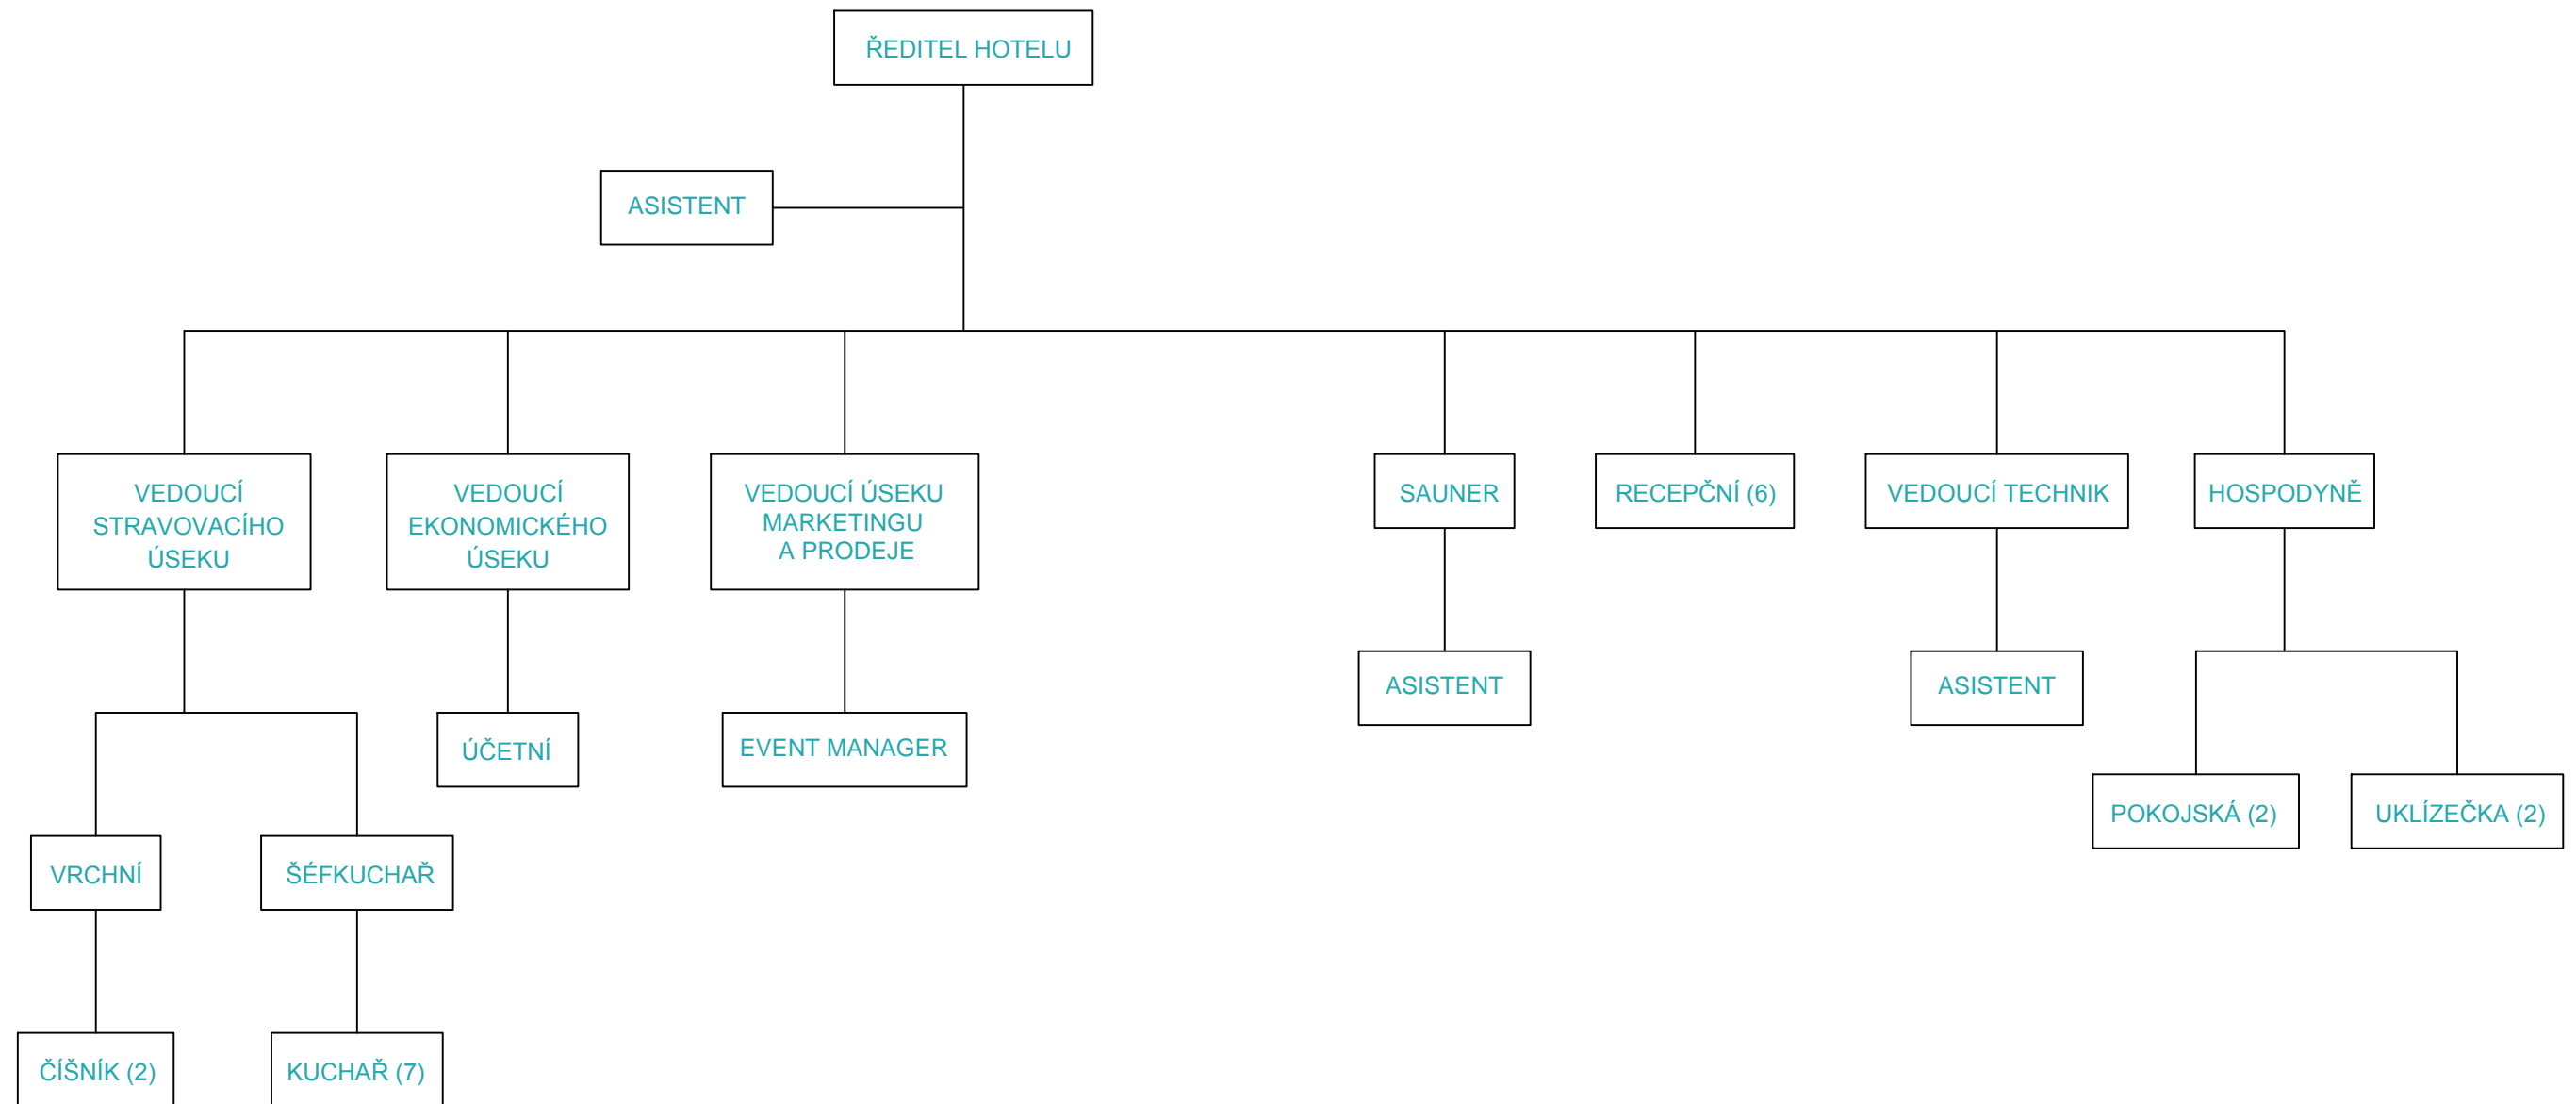 ŘEDITEL HOTELU
ASISTENT
VEDOUCÍ
STRAVOVACÍHO
ÚSEKU
VEDOUCÍ
EKONOMICKÉHO
ÚSEKU
VEDOUCÍ ÚSEKU
MARKETINGU
A PRODEJE
SAUNER
RECEPČNÍ (6)
VEDOUCÍ TECHNIK
HOSPODYNĚ
ASISTENT
ASISTENT
ÚČETNÍ
EVENT MANAGER
POKOJSKÁ (2)
UKLÍZEČKA (2)
VRCHNÍ
ŠÉFKUCHAŘ
ČÍŠNÍK (2)
KUCHAŘ (7)